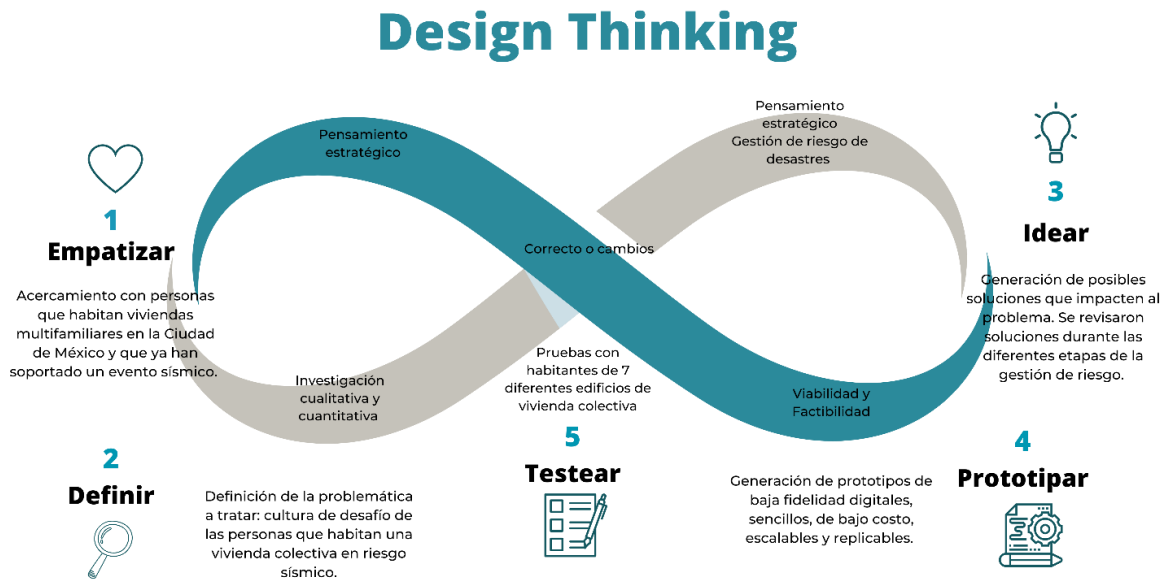 Design Thinking
Pensamiento
estratégico
Pensamiento
estratégico
Gestión de riesgo de
desastres
1
Empatizar
Acercamiento con personas
que habitan viviendas
multifamiliares en la Ciudad
de México y que ya han
soportado un evento sísmico.
Correcto o cambios
3
Idear
Generación de posibles
soluciones que impacten al
problema. Se revisaron
soluciones durante las
diferentes etapas de la
gestión de riesgo.
Investigación
cualitativa y
cuantitativa
Pruebas con
habitantes de 7
diferentes edificios de
vivienda colectiva
Viabilidad y
Factibilidad
2
Definir
Definición de la problemática
a tratar: cultura de desafío de
las personas que habitan una
vivienda colectiva en riesgo
sísmico.
5
Testear
4
Prototipar
Generación de prototipos de
baja fidelidad digitales,
sencillos, de bajo costo,
escalables y replicables.